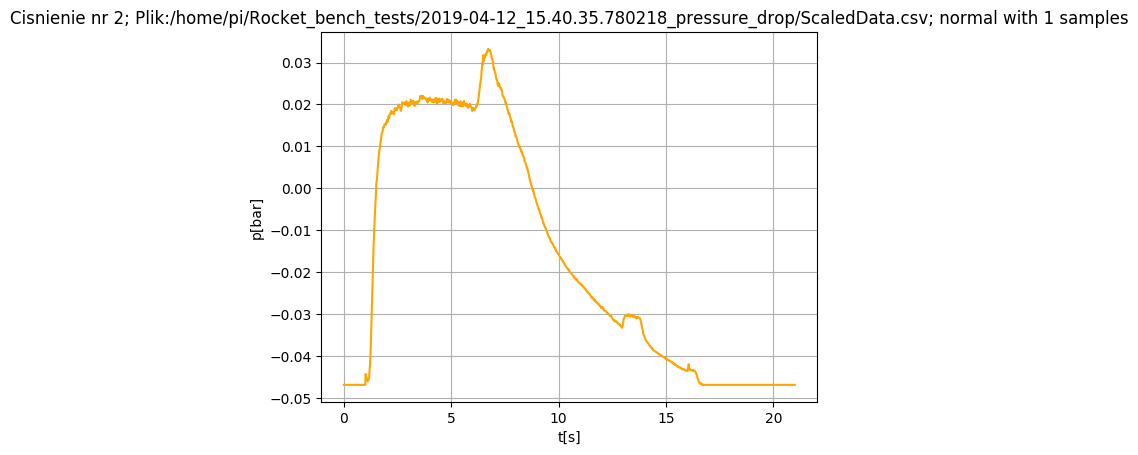 Cisnienie nr 2; Plik:/home/pi/Rocket_bench_tests/2019-04-12_15.40.35.780218_pressure_drop/ScaledData.csv; normal with 1 samples
0.03
0.02
0.01
0.00
−0.01
−0.02
−0.03
−0.04
−0.05
p[bar]
0 5 10 15 20
t[s]